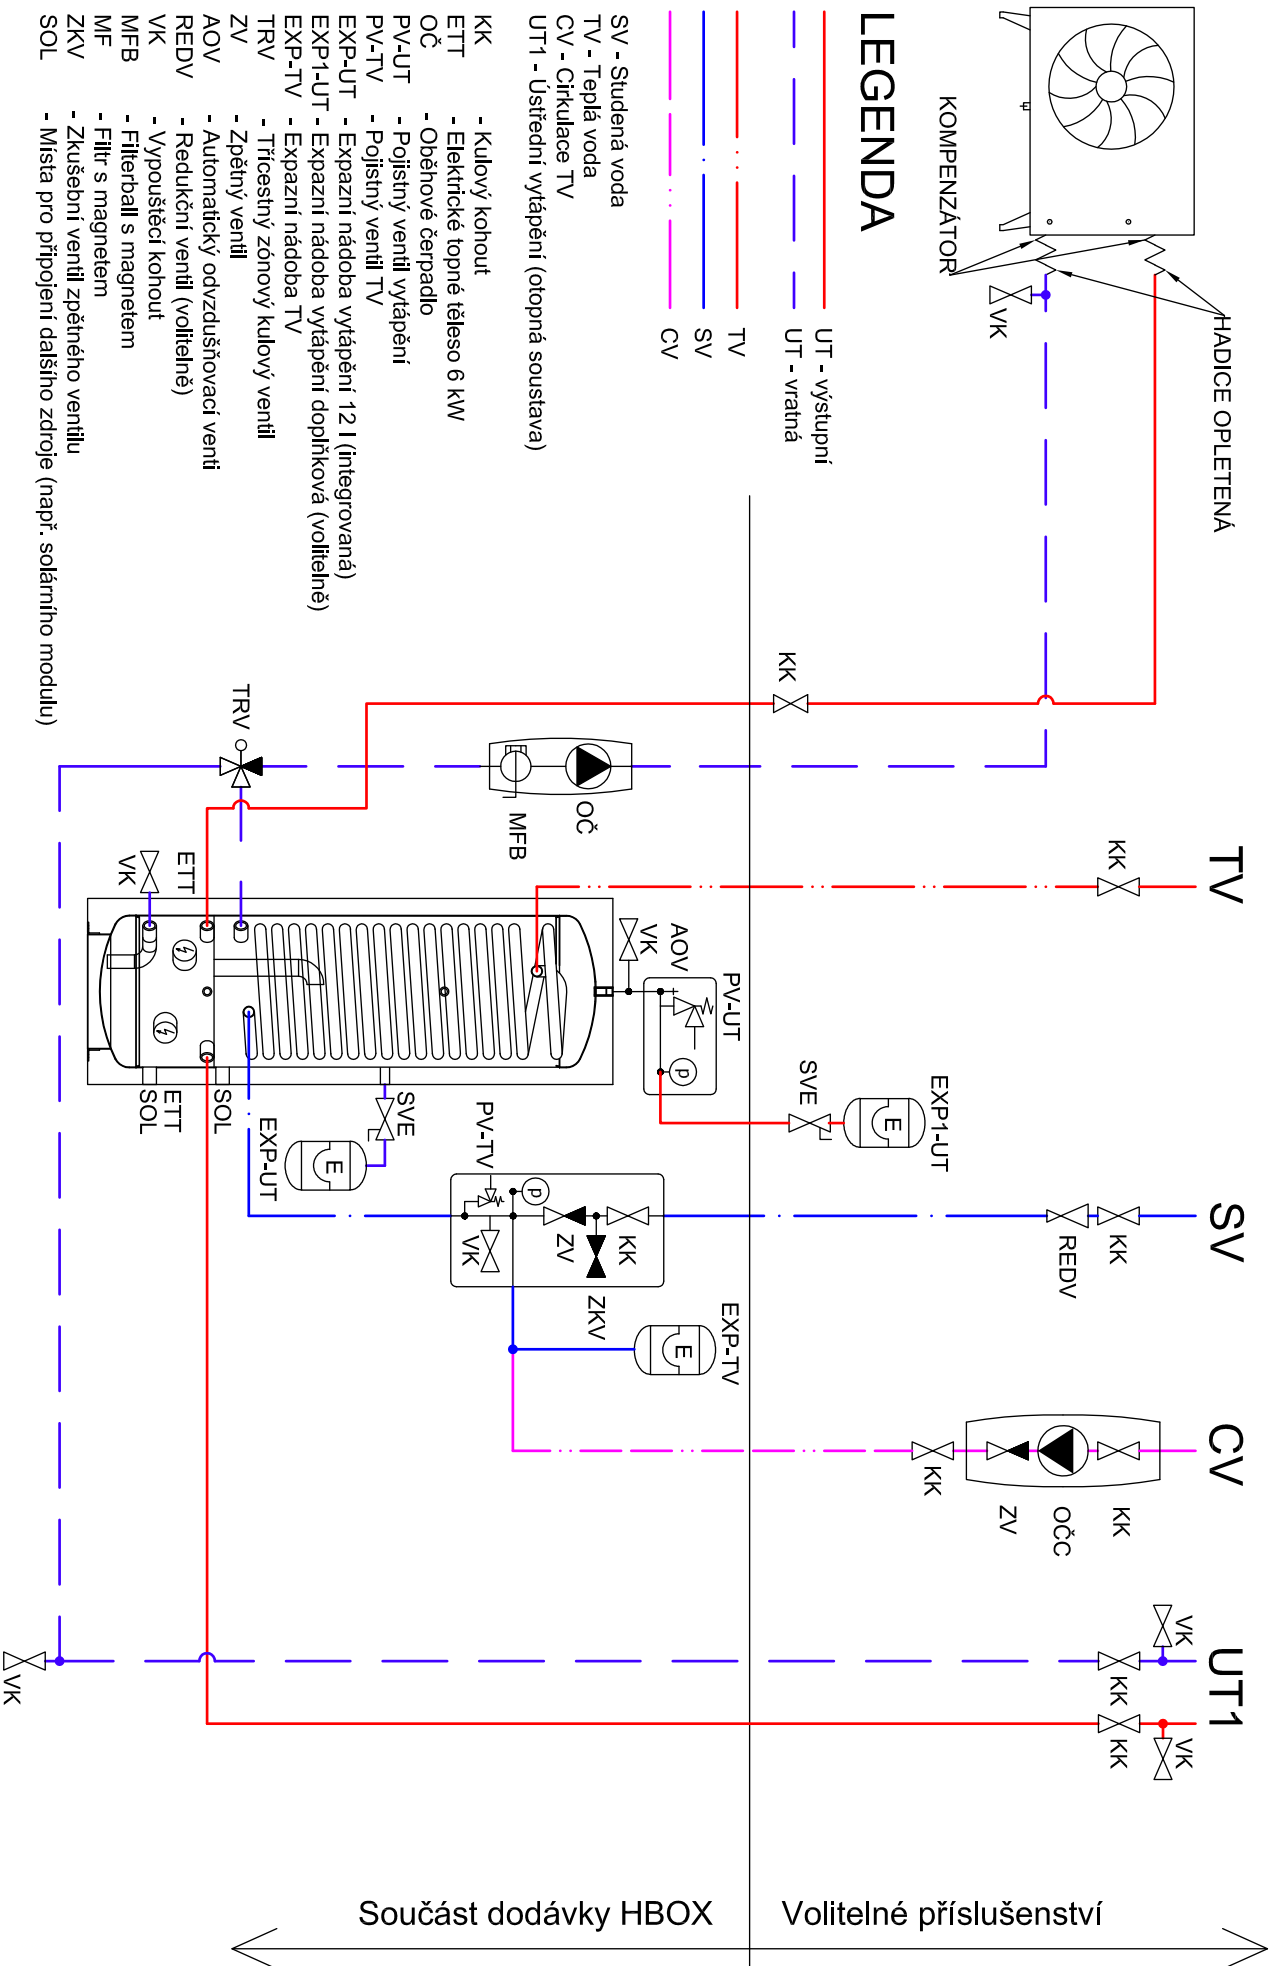 TV
SV
CV
UT1
HADICE OPLETENÁ
KOMPENZÁTOR
VK
KK
KK
REDV
KK
KK
OČC
ZV
KK
VK
KK
VK
KK
LEGENDA
UT - výstupní
UT - vratná
TV
SV
CV
SV - Studená voda
TV - Teplá voda
CV - Cirkulace TV
UT1 - Ústřední vytápění (otopná soustava)
KK - Kulový kohout
ETT - Elektrické topné těleso 6 kW
OČ - Oběhové čerpadlo
PV-UT - Pojistný ventil vytápění
PV-TV - Pojistný ventil TV
EXP-UT - Expazní nádoba vytápění 12 l (integrovaná)
EXP1-UT - Expazní nádoba vytápění doplňková (volitelně)
EXP-TV - Expazní nádoba TV
TRV - Třícestný zónový kulový ventil
ZV - Zpětný ventil
AOV - Automatický odvzdušňovací venti
REDV - Redukční ventil (volitelně)
VK - Vypouštěcí kohout
MFB - Filterball s magnetem
MF - Filtr s magnetem
ZKV - Zkušební ventil zpětného ventilu
SOL - Místa pro připojení dalšího zdroje (např. solárního modulu)
EXP1-UT
E
SVE
PV-UT
AOV
VK
p
OČ
MFB
TRV
ETT
VK
EXP-TV
E
ZKV
KK
ZV
p
VK
PV-TV
SVE
E
EXP-UT
SOL
ETT
SOL
VK
Součást dodávky HBOX
Volitelné příslušenství